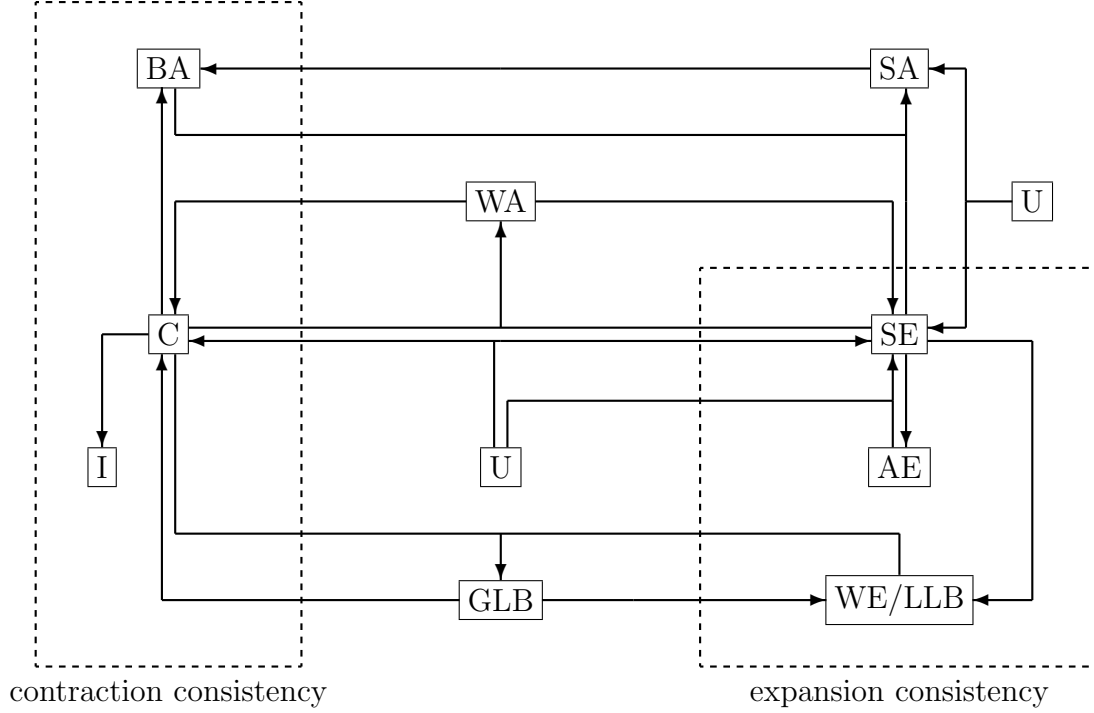 BA
SA
WA
U
C
SE
I
U
AE
GLB
WE/LLB
contraction consistency
expansion consistency